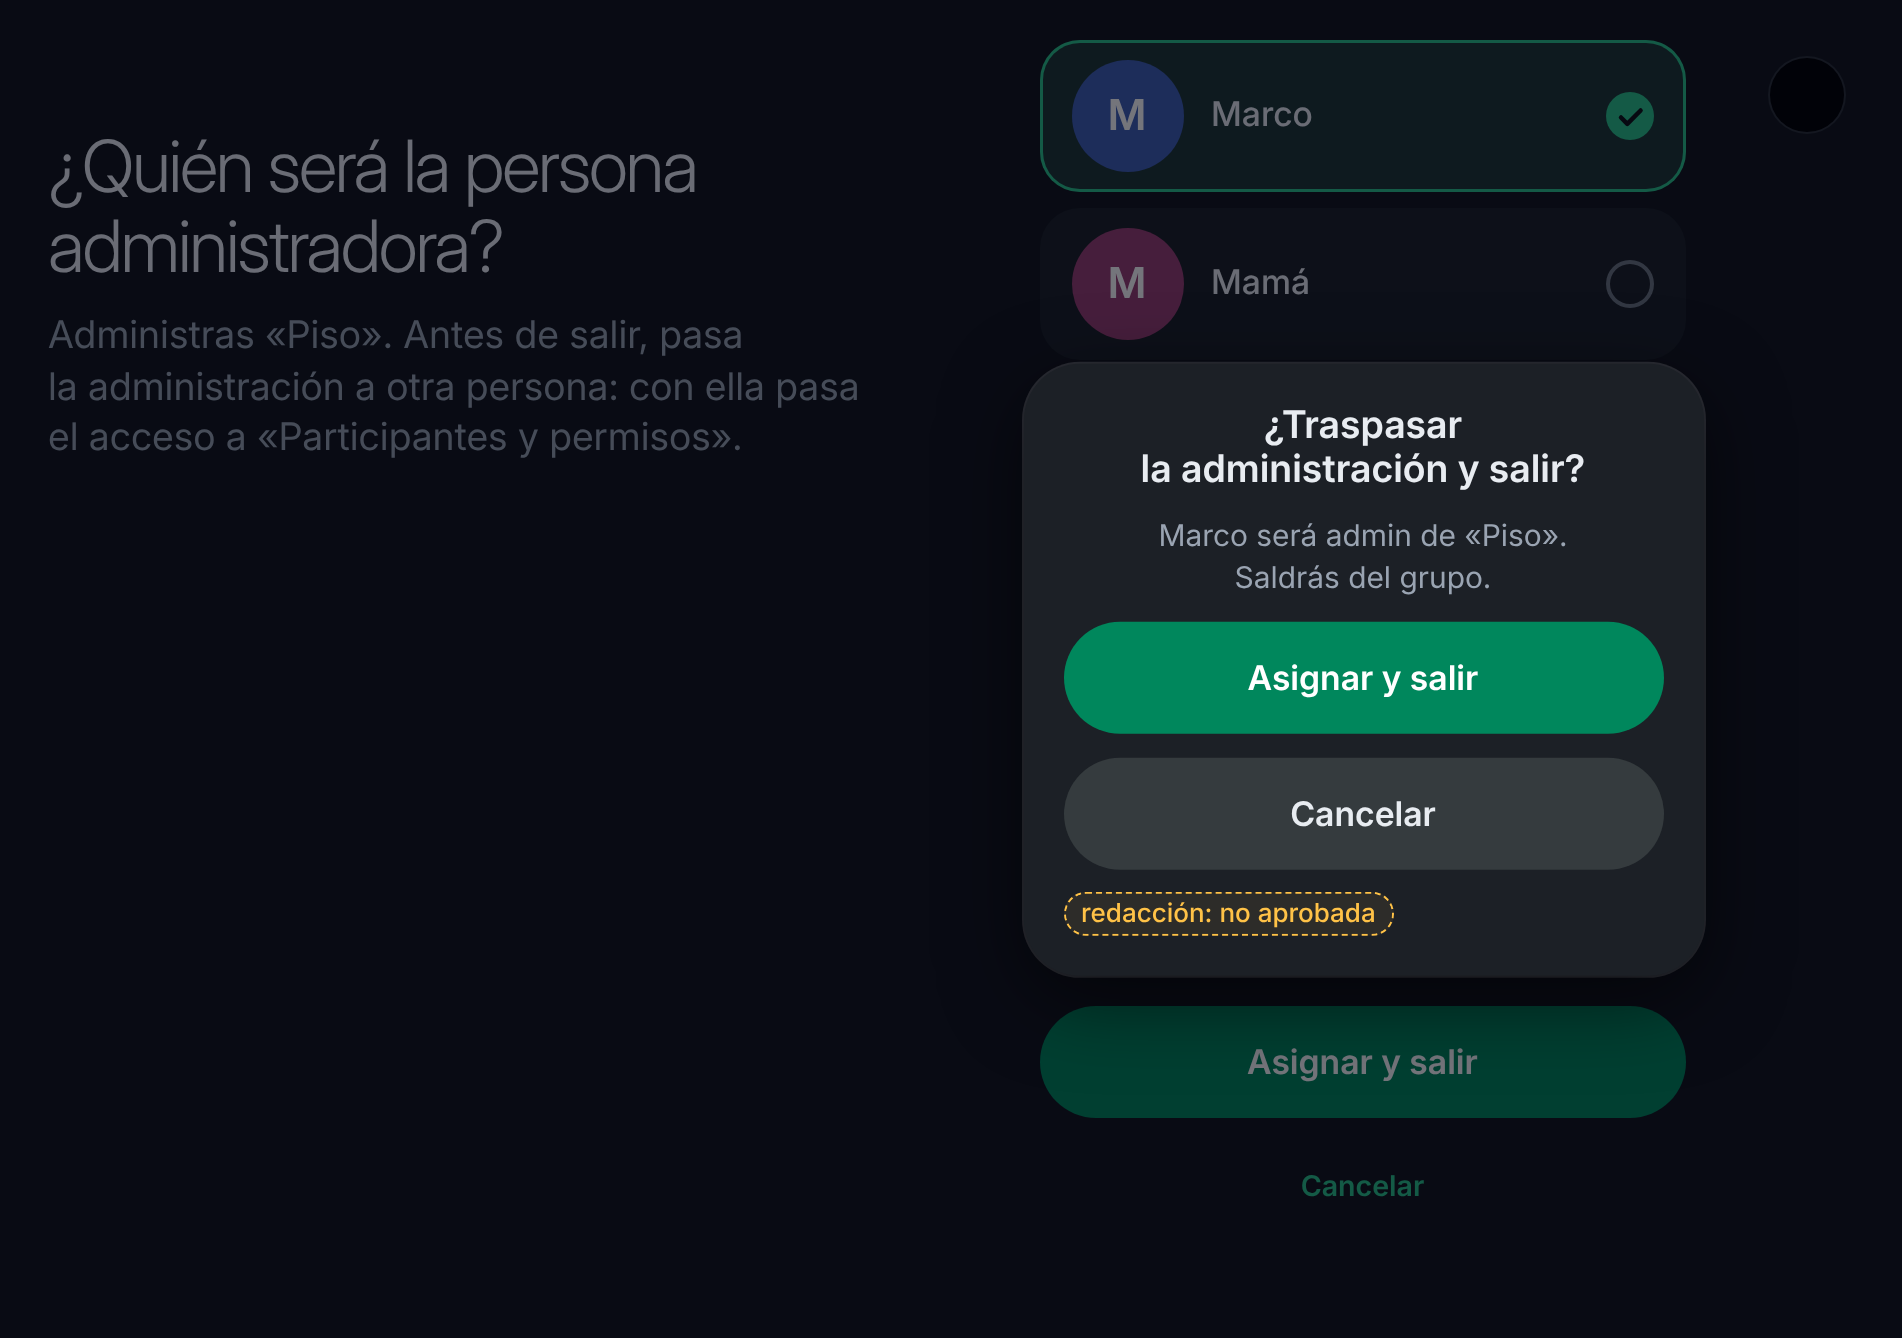 ¿Quién será la persona
administradora?
Administras «Piso». Antes de salir, pasa
la administración a otra persona: con ella pasa
el acceso a «Participantes y permisos».
M
Marco
M
Mamá
¿Traspasar
la administración y salir?
Marco será admin de «Piso».
Saldrás del grupo.
Asignar y salir
Cancelar
redacción: no aprobada
Asignar y salir
Cancelar